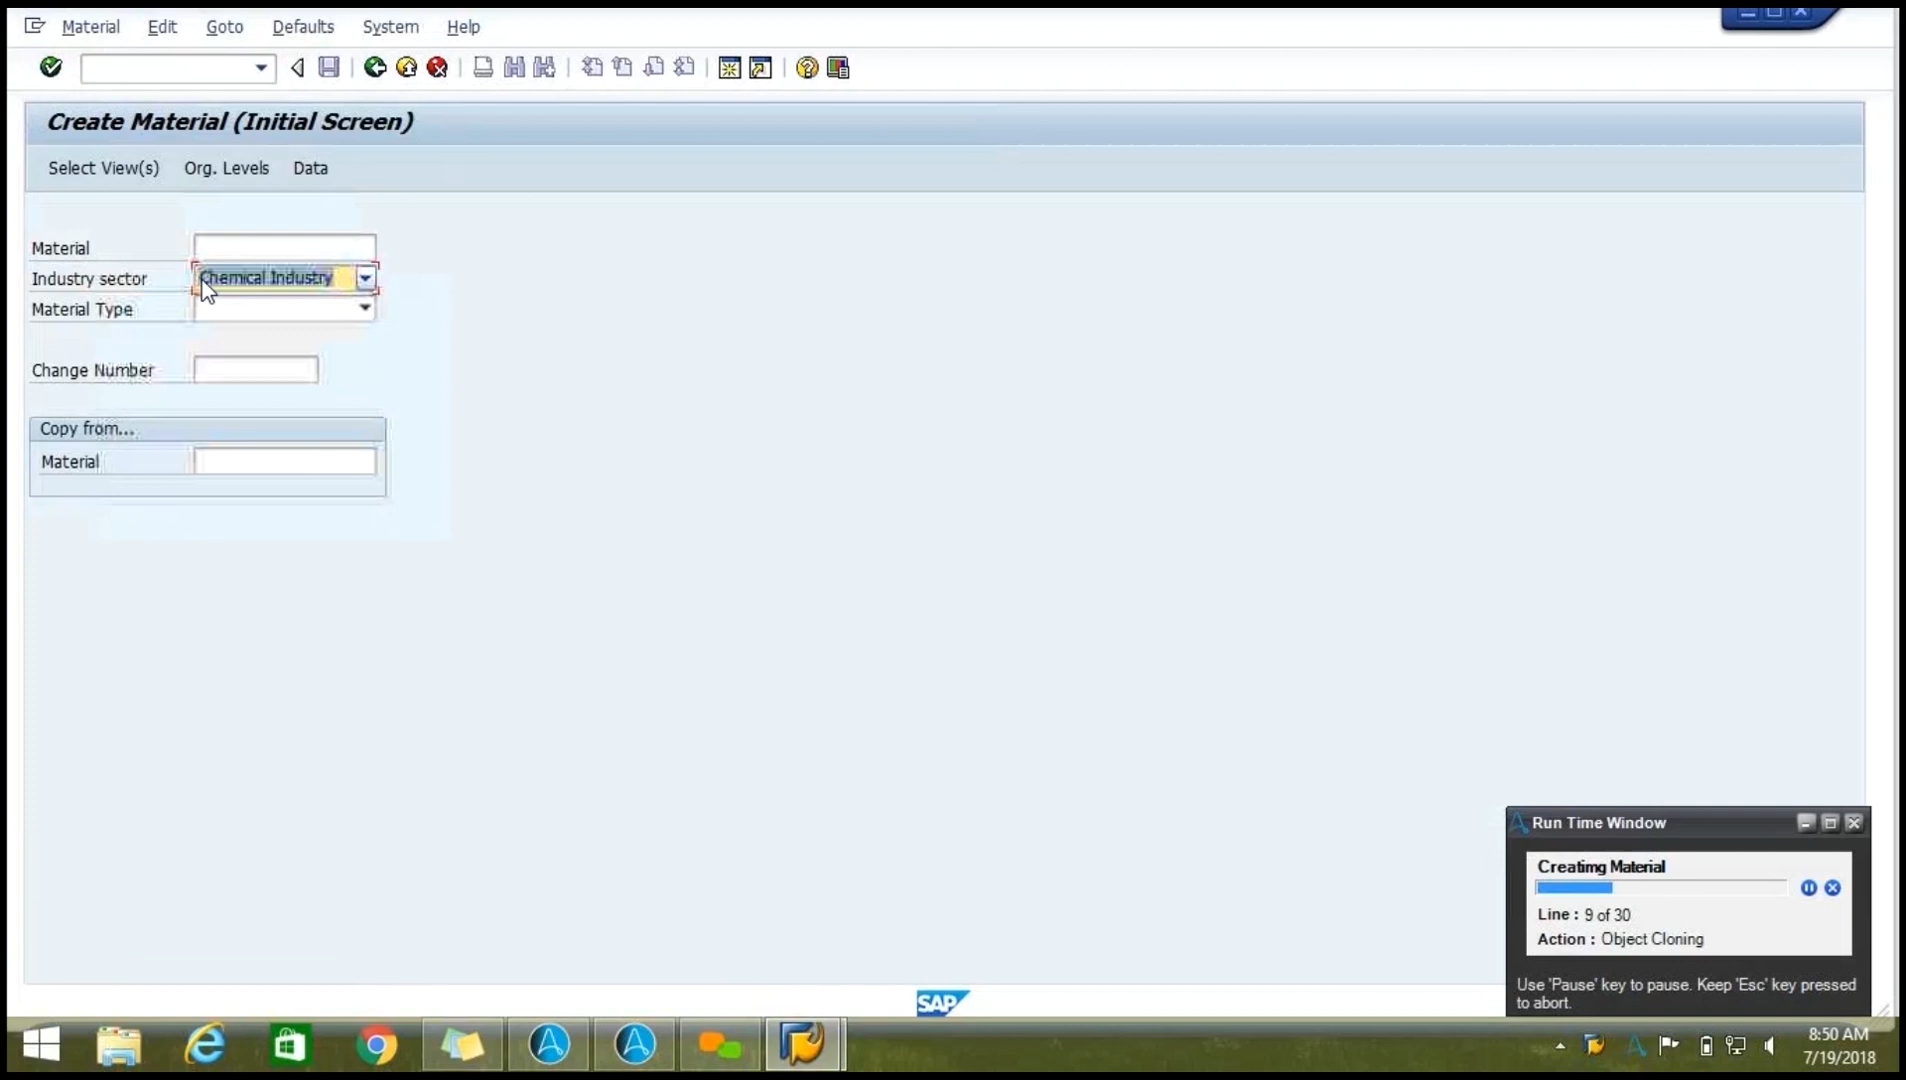 Material Edit Goto Defaults System Help
Create Material (Initial Screen)
Select View(s) Org. Levels Data
Material
Industry sector Chemical Industry
Material Type
Change Number
Copy from...
Material
Run Time Window
Creatimg Material
Line : 9 of 30
Action : Object Cloning
Use 'Pause' key to pause. Keep 'Esc' key pressed
to abort.
SAP
8:50 AM
7/19/2018